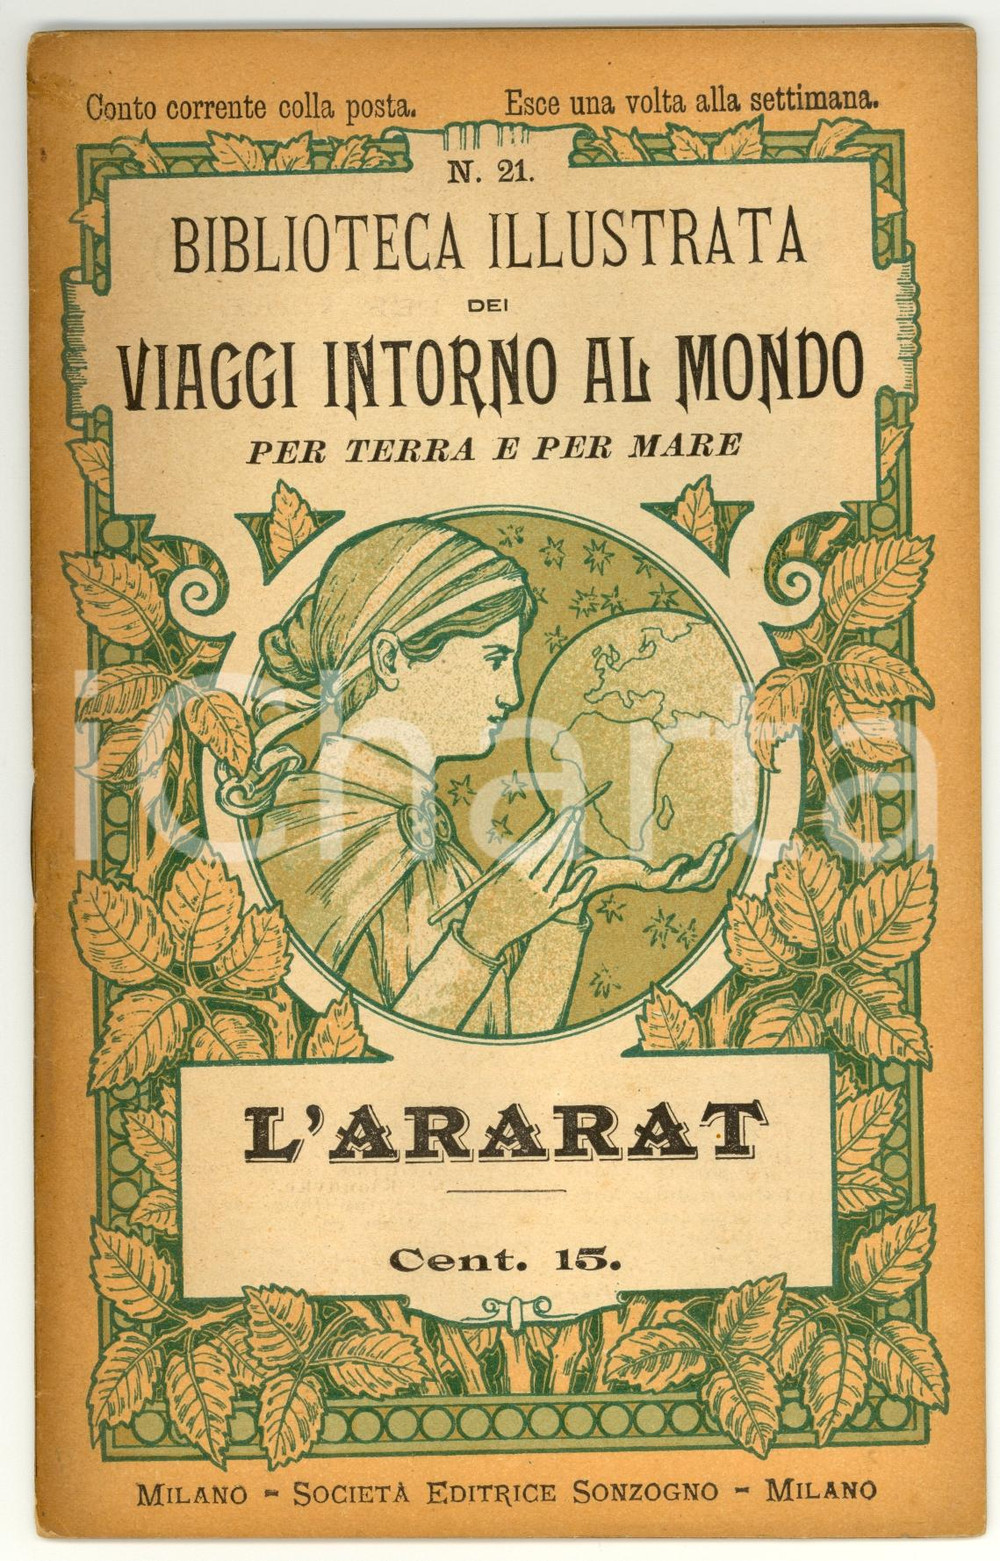 Conto corrente colla posta. Esce una volta alla settimana.
N. 21.
BIBLIOTECA ILLUSTRATA
DEI
VIAGGI INTORNO AL MONDO
PER TERRA E PER MARE
iCharta
L'ARARAT
Cent. 15.
MILANO - SOCIETÀ EDITRICE SONZOGNO - MILANO